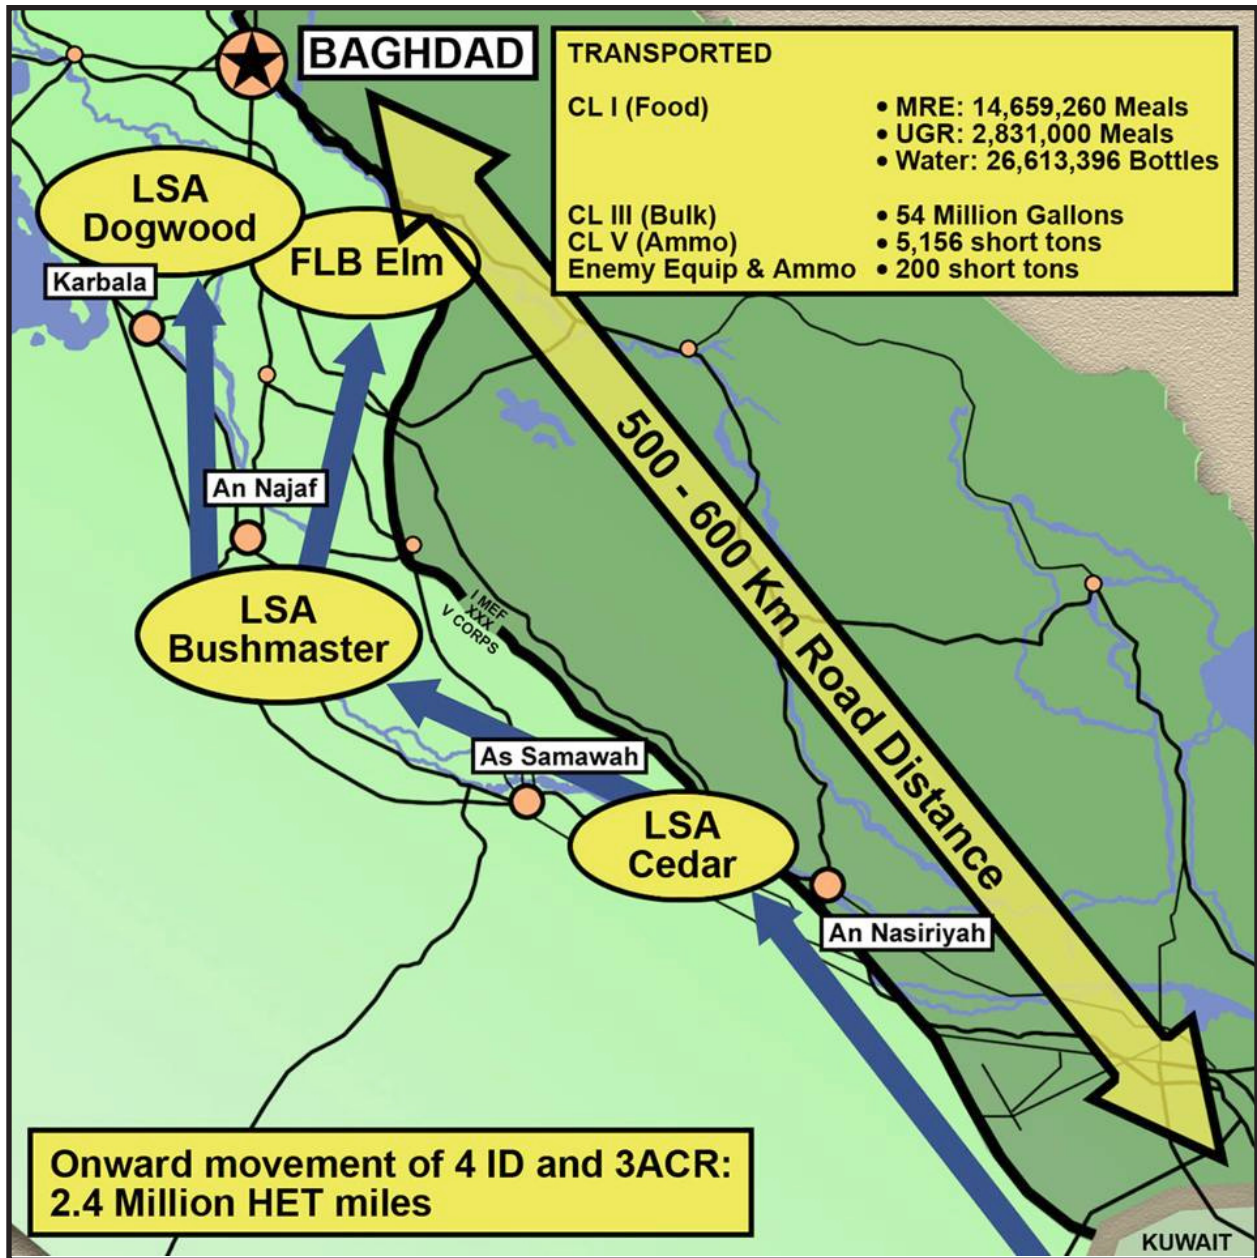 BAGHDAD
TRANSPORTED
CL I (Food) • MRE: 14,659,260 Meals
• UGR: 2,831,000 Meals
• Water: 26,613,396 Bottles
CL III (Bulk) • 54 Million Gallons
CL V (Ammo) • 5,156 short tons
Enemy Equip & Ammo • 200 short tons
LSA
Dogwood
FLB Elm
Karbala
500 - 600 Km Road Distance
An Najaf
LSA
Bushmaster
I MEF
XXX
V CORPS
As Samawah
LSA
Cedar
An Nasiriyah
Onward movement of 4 ID and 3ACR:
2.4 Million HET miles
KUWAIT